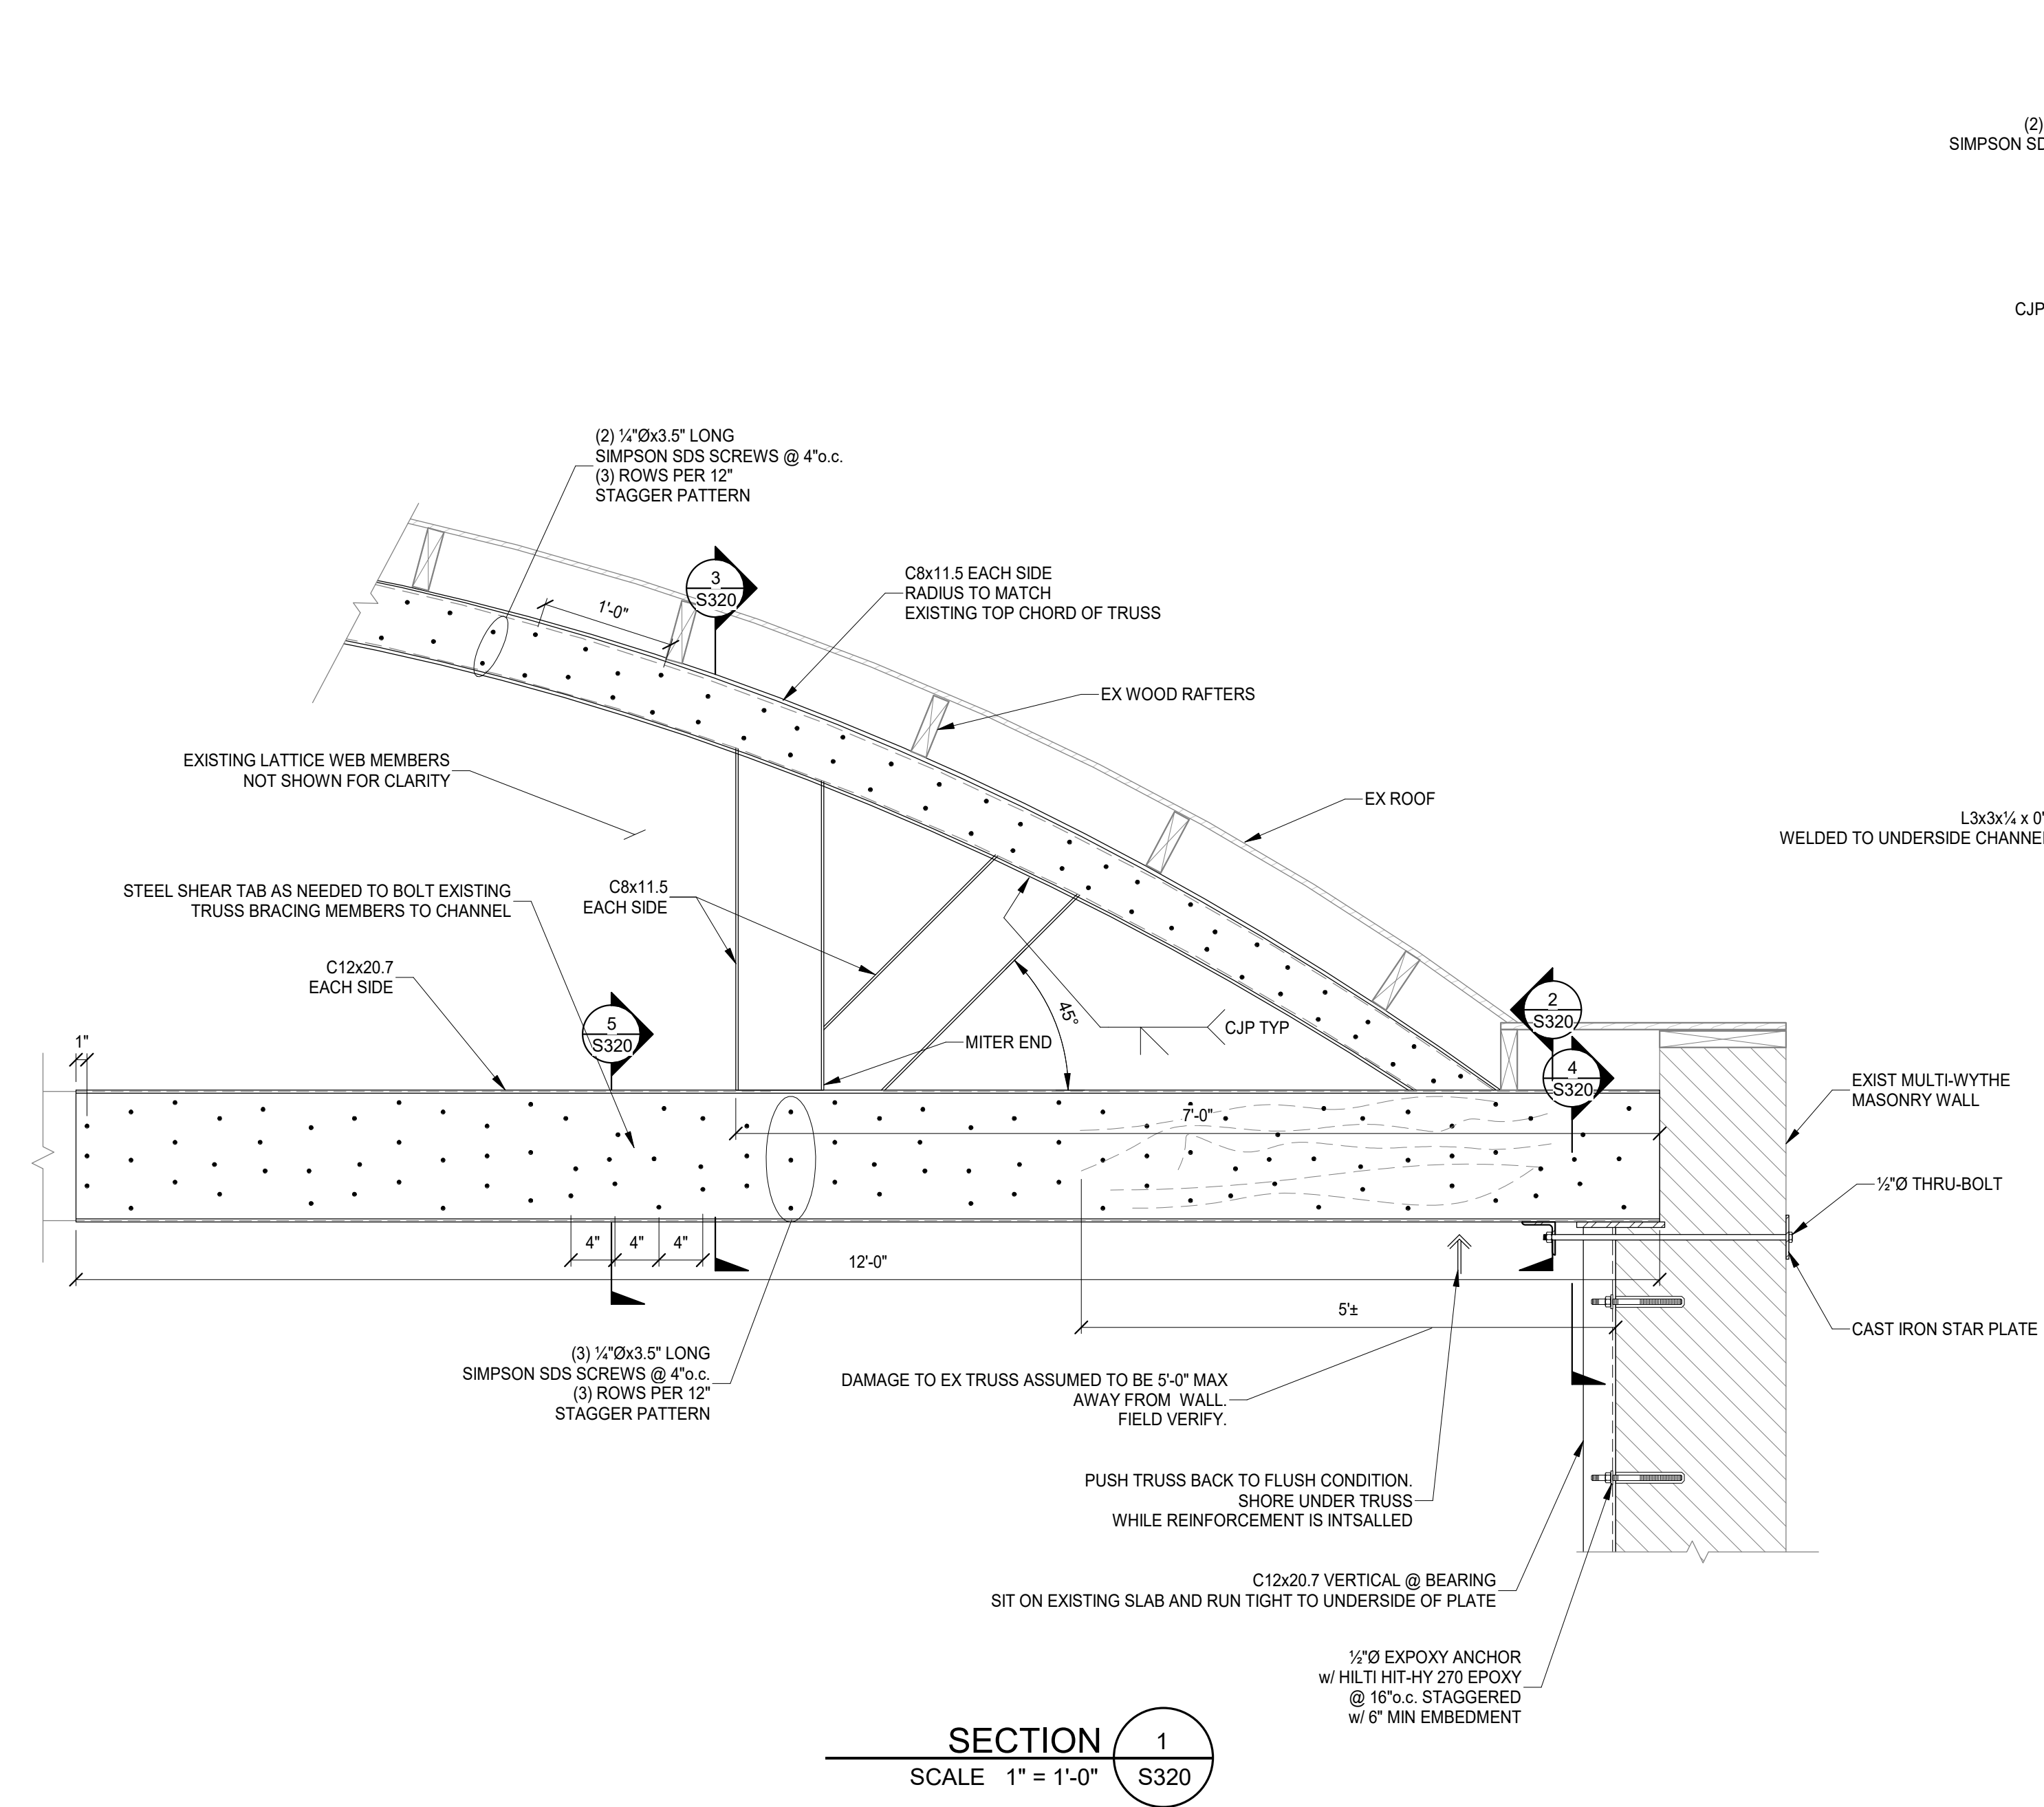 (2)
SIMPSON SD
CJP
(2) ¼"Øx3.5" LONG
SIMPSON SDS SCREWS @ 4"o.c.
(3) ROWS PER 12"
STAGGER PATTERN
3
S320
1'-0"
C8x11.5 EACH SIDE
RADIUS TO MATCH
EXISTING TOP CHORD OF TRUSS
EX WOOD RAFTERS
EXISTING LATTICE WEB MEMBERS
NOT SHOWN FOR CLARITY
EX ROOF
L3x3x¼ x 0'
WELDED TO UNDERSIDE CHANNEL
STEEL SHEAR TAB AS NEEDED TO BOLT EXISTING
TRUSS BRACING MEMBERS TO CHANNEL
C8x11.5
EACH SIDE
C12x20.7
EACH SIDE
5
S320
45°
CJP TYP
MITER END
2
S320
4
S320
1"
7'-0"
EXIST MULTI-WYTHE
MASONRY WALL
½"Ø THRU-BOLT
4"
4"
4"
12'-0"
5'±
CAST IRON STAR PLATE
(3) ¼"Øx3.5" LONG
SIMPSON SDS SCREWS @ 4"o.c.
(3) ROWS PER 12"
STAGGER PATTERN
DAMAGE TO EX TRUSS ASSUMED TO BE 5'-0" MAX
AWAY FROM WALL.
FIELD VERIFY.
PUSH TRUSS BACK TO FLUSH CONDITION.
SHORE UNDER TRUSS
WHILE REINFORCEMENT IS INTSALLED
C12x20.7 VERTICAL @ BEARING
SIT ON EXISTING SLAB AND RUN TIGHT TO UNDERSIDE OF PLATE
½"Ø EXPOXY ANCHOR
w/ HILTI HIT-HY 270 EPOXY
@ 16"o.c. STAGGERED
w/ 6" MIN EMBEDMENT
SECTION
1
SCALE 1" = 1'-0"
S320